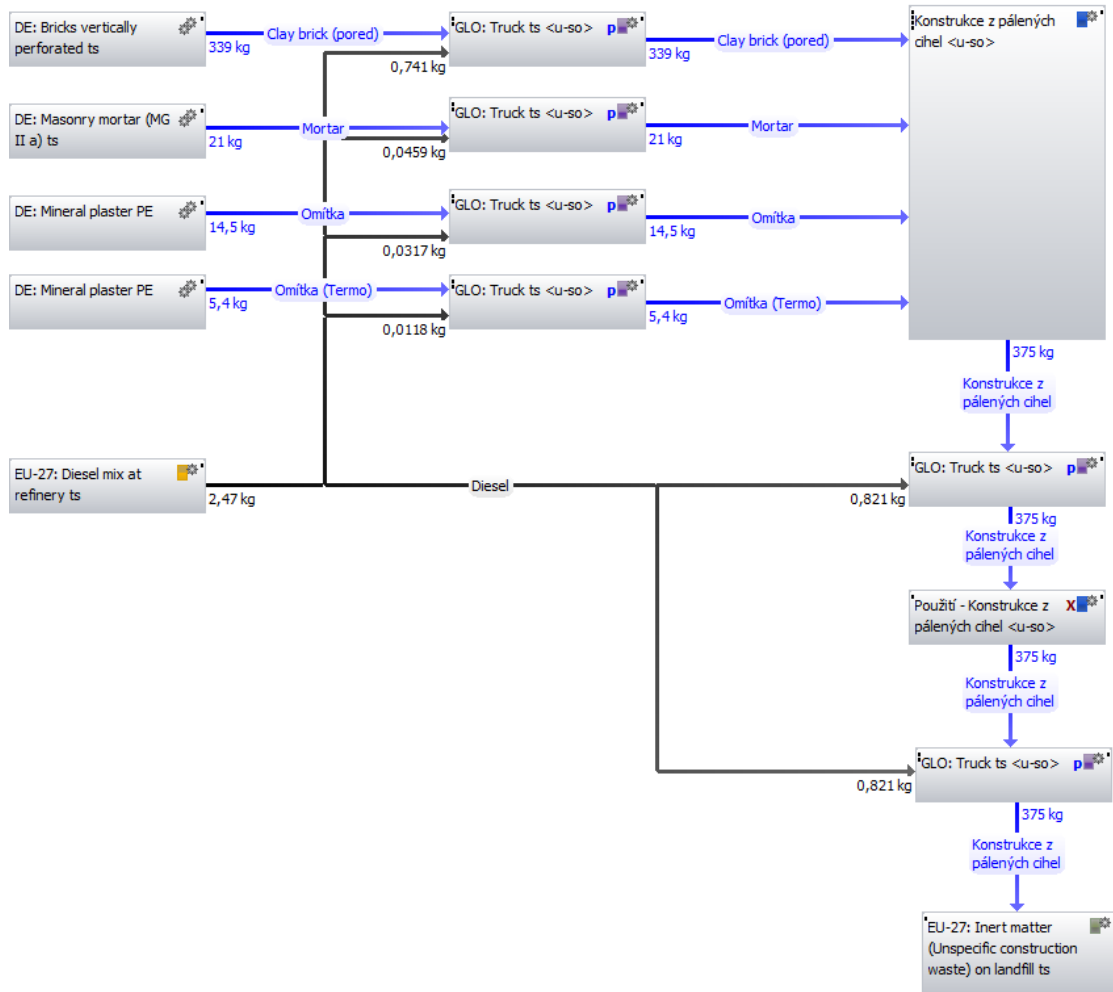 DE: Bricks vertically
perforated ts
339 kg
Clay brick (pored)
0,741 kg
GLO: Truck ts <u-so>
p
339 kg
Clay brick (pored)
Konstrukce z pálených
cihel <u-so>
DE: Masonry mortar (MG
II a) ts
21 kg
Mortar
0,0459 kg
GLO: Truck ts <u-so>
p
21 kg
Mortar
DE: Mineral plaster PE
14,5 kg
Omítka
0,0317 kg
GLO: Truck ts <u-so>
p
14,5 kg
Omítka
DE: Mineral plaster PE
5,4 kg
Omítka (Termo)
0,0118 kg
GLO: Truck ts <u-so>
p
5,4 kg
Omítka (Termo)
375 kg
Konstrukce z
pálených cihel
EU-27: Diesel mix at
refinery ts
2,47 kg
Diesel
0,821 kg
GLO: Truck ts <u-so>
p
375 kg
Konstrukce z
pálených cihel
Použití - Konstrukce z
X
pálených cihel <u-so>
375 kg
Konstrukce z
pálených cihel
0,821 kg
GLO: Truck ts <u-so>
p
375 kg
Konstrukce z
pálených cihel
EU-27: Inert matter
(Unspecific construction
waste) on landfill ts